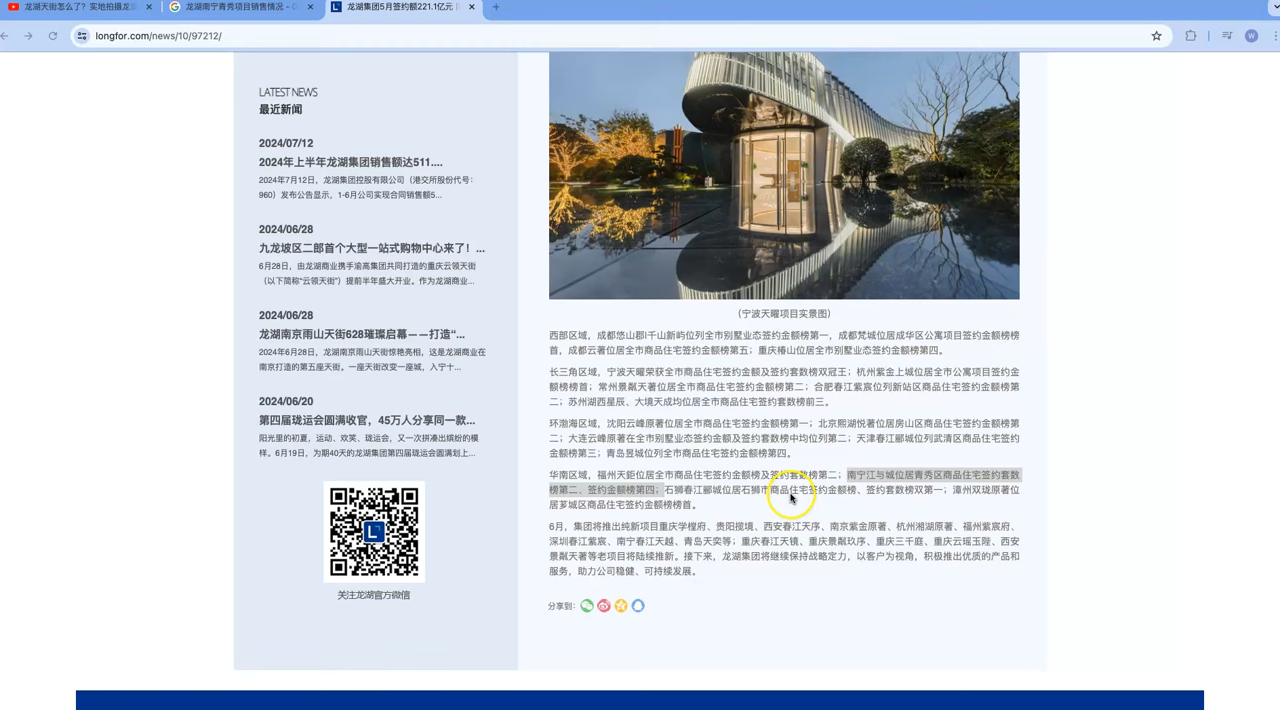 龙湖天街怎么了？实地拍摄龙湖
龙湖南宁青秀项目销售情况 - G
龙湖集团5月签约额221.1亿元
longfor.com/news/10/97212/
W
LATEST NEWS
最近新闻
2024/07/12
2024年上半年龙湖集团销售额达511....
2024年7月12日，龙湖集团控股有限公司（港交所股份代号：
960）发布公告显示，1-6月公司实现合同销售额5...
2024/06/28
九龙坡区二郎首个大型一站式购物中心来了！...
6月28日，由龙湖商业携手渝高集团共同打造的重庆云领天街
（以下简称“云领天街”）提前半年盛大开业。作为龙湖商业...
2024/06/28
龙湖南京雨山天街628璀璨启幕——打造“...
2024年6月28日，龙湖南京雨山天街惊艳亮相，这是龙湖商业在
南京打造的第五座天街。一座天街改变一座城，入宁十...
2024/06/20
第四届珑运会圆满收官，45万人分享同一款...
阳光里的初夏，运动、欢笑、珑运会，又一次拼凑出缤纷的模
样。6月19日，为期40天的龙湖集团第四届珑运会圆满划上...
L
关注龙湖官方微信
（宁波天曜项目实景图）
西部区域，成都悠山郡I千山新屿位列全市别墅业态签约金额榜第一，成都梵城位居成华区公寓项目签约金额榜榜
首，成都云著位居全市商品住宅签约金额榜第五；重庆椿山位居全市别墅业态签约金额榜第四。
长三角区域，宁波天曜荣获全市商品住宅签约金额及签约套数榜双冠王；杭州紫金上城位居全市公寓项目签约金
额榜榜首；常州景粼天著位居全市商品住宅签约金额榜第二；合肥春江紫宸位列新站区商品住宅签约金额榜第
二；苏州湖西星辰、大境天成均位居全市商品住宅签约套数榜前三。
环渤海区域，沈阳云峰原著位居全市商品住宅签约金额榜第一；北京熙湖悦著位居房山区商品住宅签约金额榜第
二；大连云峰原著在全市别墅业态签约金额及签约套数榜中均位列第二；天津春江郦城位列武清区商品住宅签约
金额榜第三；青岛昱城位列全市商品住宅签约金额榜第四。
华南区域，福州天鉅位居全市商品住宅签约金额榜及签约套数榜第二；南宁江与城位居青秀区商品住宅签约套数
榜第二、签约金额榜第四；石狮春江郦城位居石狮市商品住宅签约金额榜、签约套数榜双第一；漳州双珑原著位
居芗城区商品住宅签约金额榜榜首。
6月，集团将推出纯新项目重庆学樘府、贵阳揽境、西安春江天序、南京紫金原著、杭州湘湖原著、福州紫宸府、
深圳春江紫宸、南宁春江天越、青岛天奕等；重庆春江天镜、重庆景粼玖序、重庆三千庭、重庆云瑶玉陛、西安
景粼天著等老项目将陆续推新。接下来，龙湖集团将继续保持战略定力，以客户为视角，积极推出优质的产品和
服务，助力公司稳健、可持续发展。
分享到：